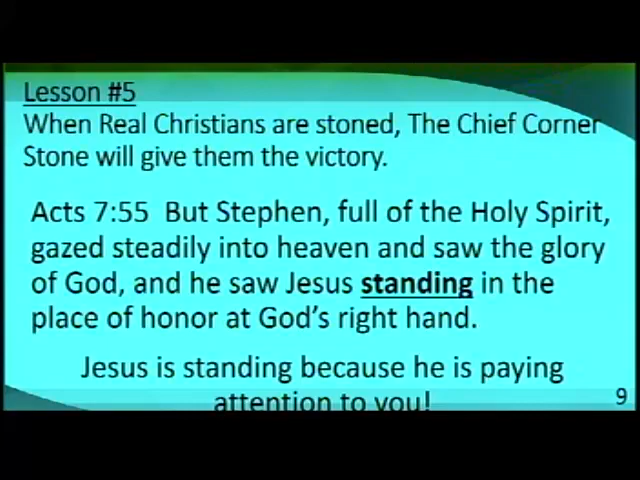 Lesson #5
When Real Christians are stoned, The Chief Corner
Stone will give them the victory.
Acts 7:55  But Stephen, full of the Holy Spirit,
gazed steadily into heaven and saw the glory
of God, and he saw Jesus standing in the
place of honor at God's right hand.
Jesus is standing because he is paying
attention to you!
9